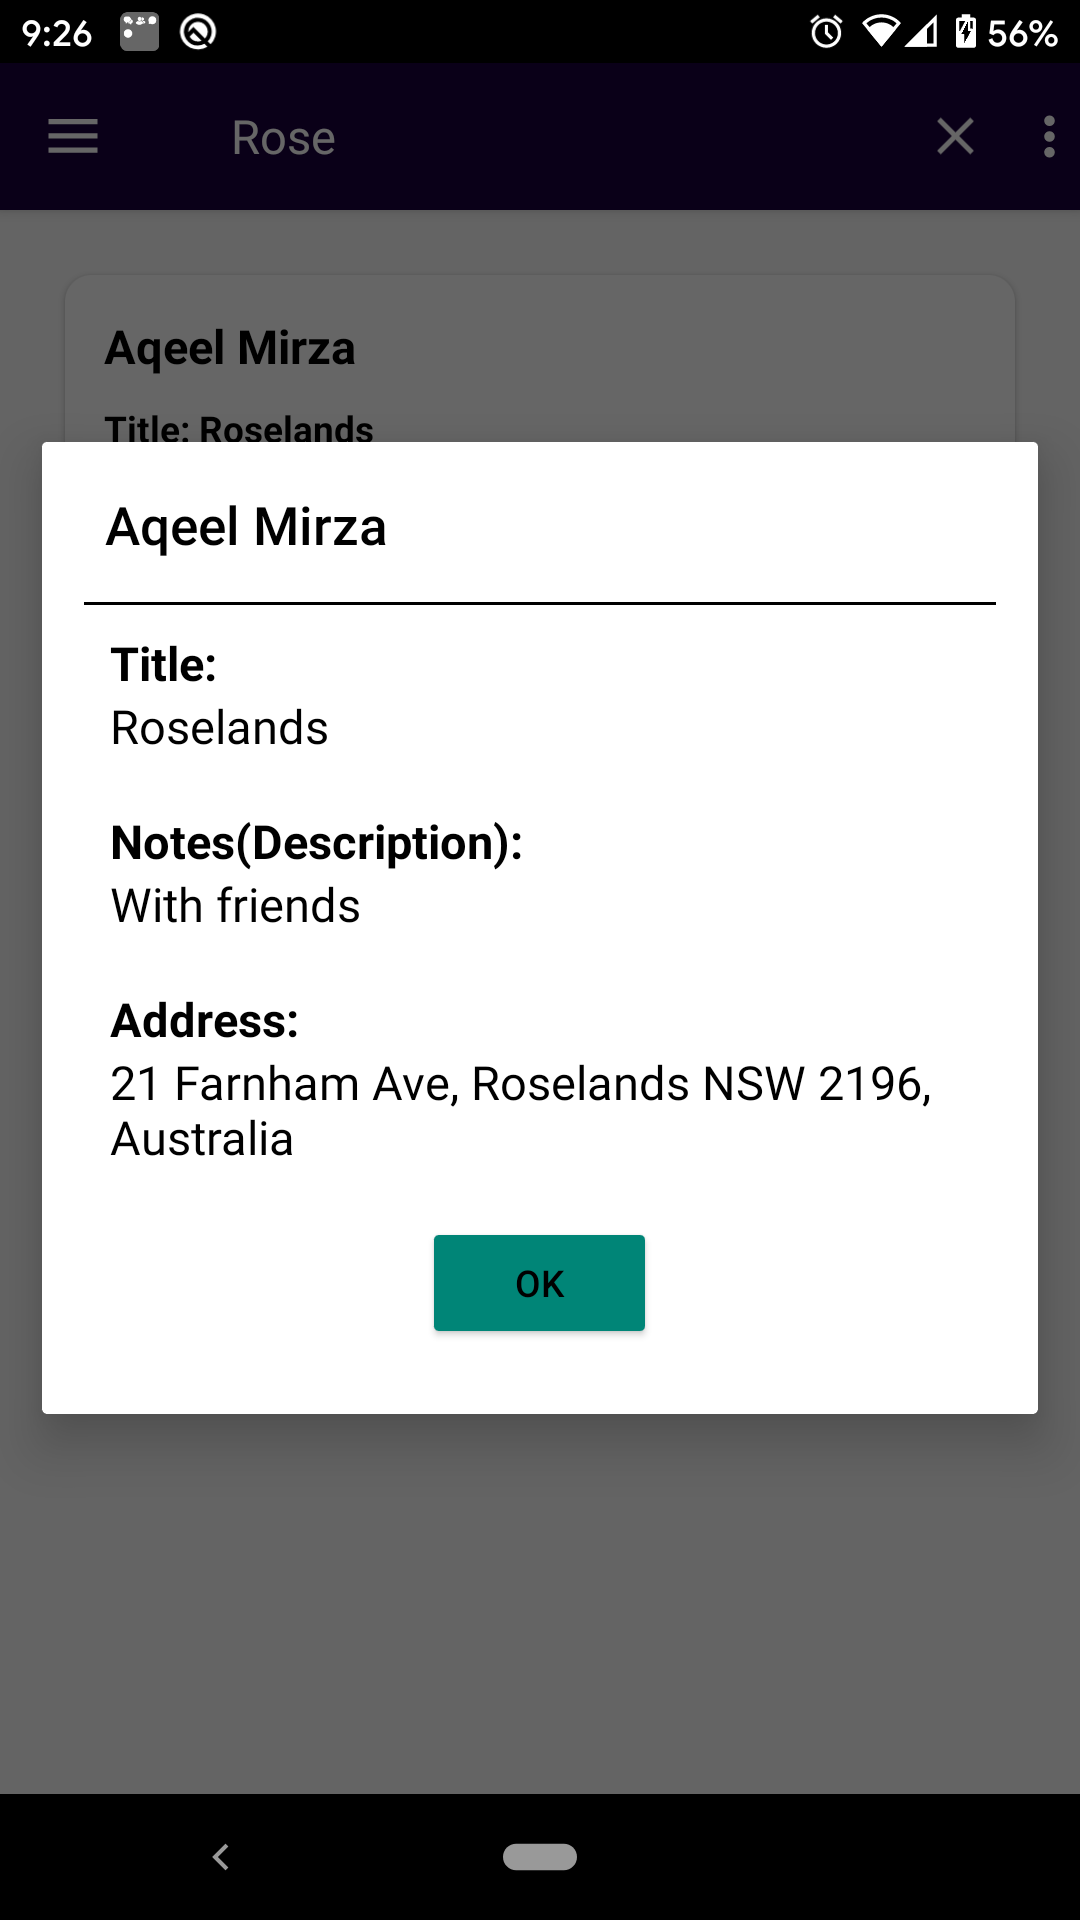 9:26
56%
Rose
Aqeel Mirza
Title: Roselands
Aqeel Mirza
Title:
Roselands
Notes(Description):
With friends
Address:
21 Farnham Ave, Roselands NSW 2196,
Australia
OK